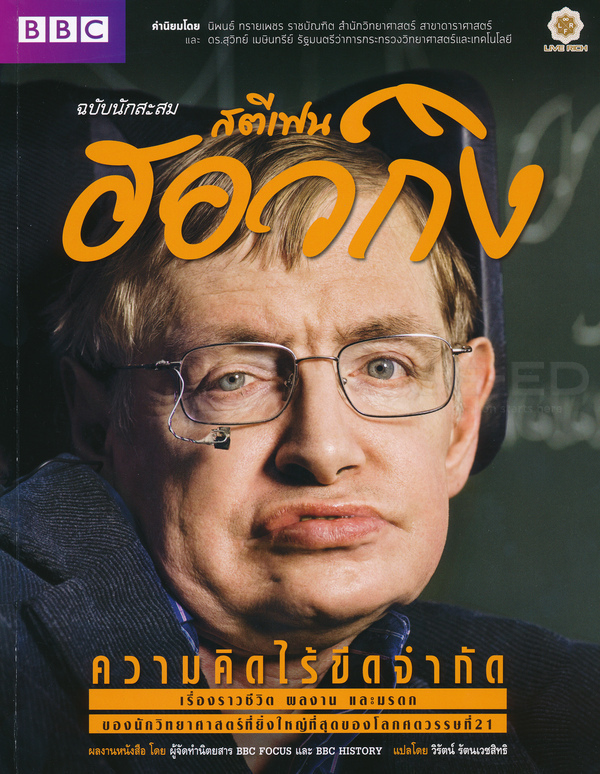 BBC
คำนิยมโดย นิพนธ์ ทรายเพชร ราชบัณฑิต สำนักวิทยาศาสตร์ สาขาดาราศาสตร์
และ ดร.สุวิทย์ เมษินทรีย์ รัฐมนตรีว่าการกระทรวงวิทยาศาสตร์และเทคโนโลยี
LIVE RICH
ฉบับนักสะสม
สตีเฟน
ฮอว์กิง
ความคิดไร้ขีดจำกัด
เรื่องราวชีวิต ผลงาน และมรดก
ของนักวิทยาศาสตร์ที่ยิ่งใหญ่ที่สุดของโลกศตวรรษที่21
ผลงานหนังสือ โดย ผู้จัดทำนิตยสาร BBC FOCUS และ BBC HISTORY แปลโดย วิรัตน์ รัตนเวชสิทธิ